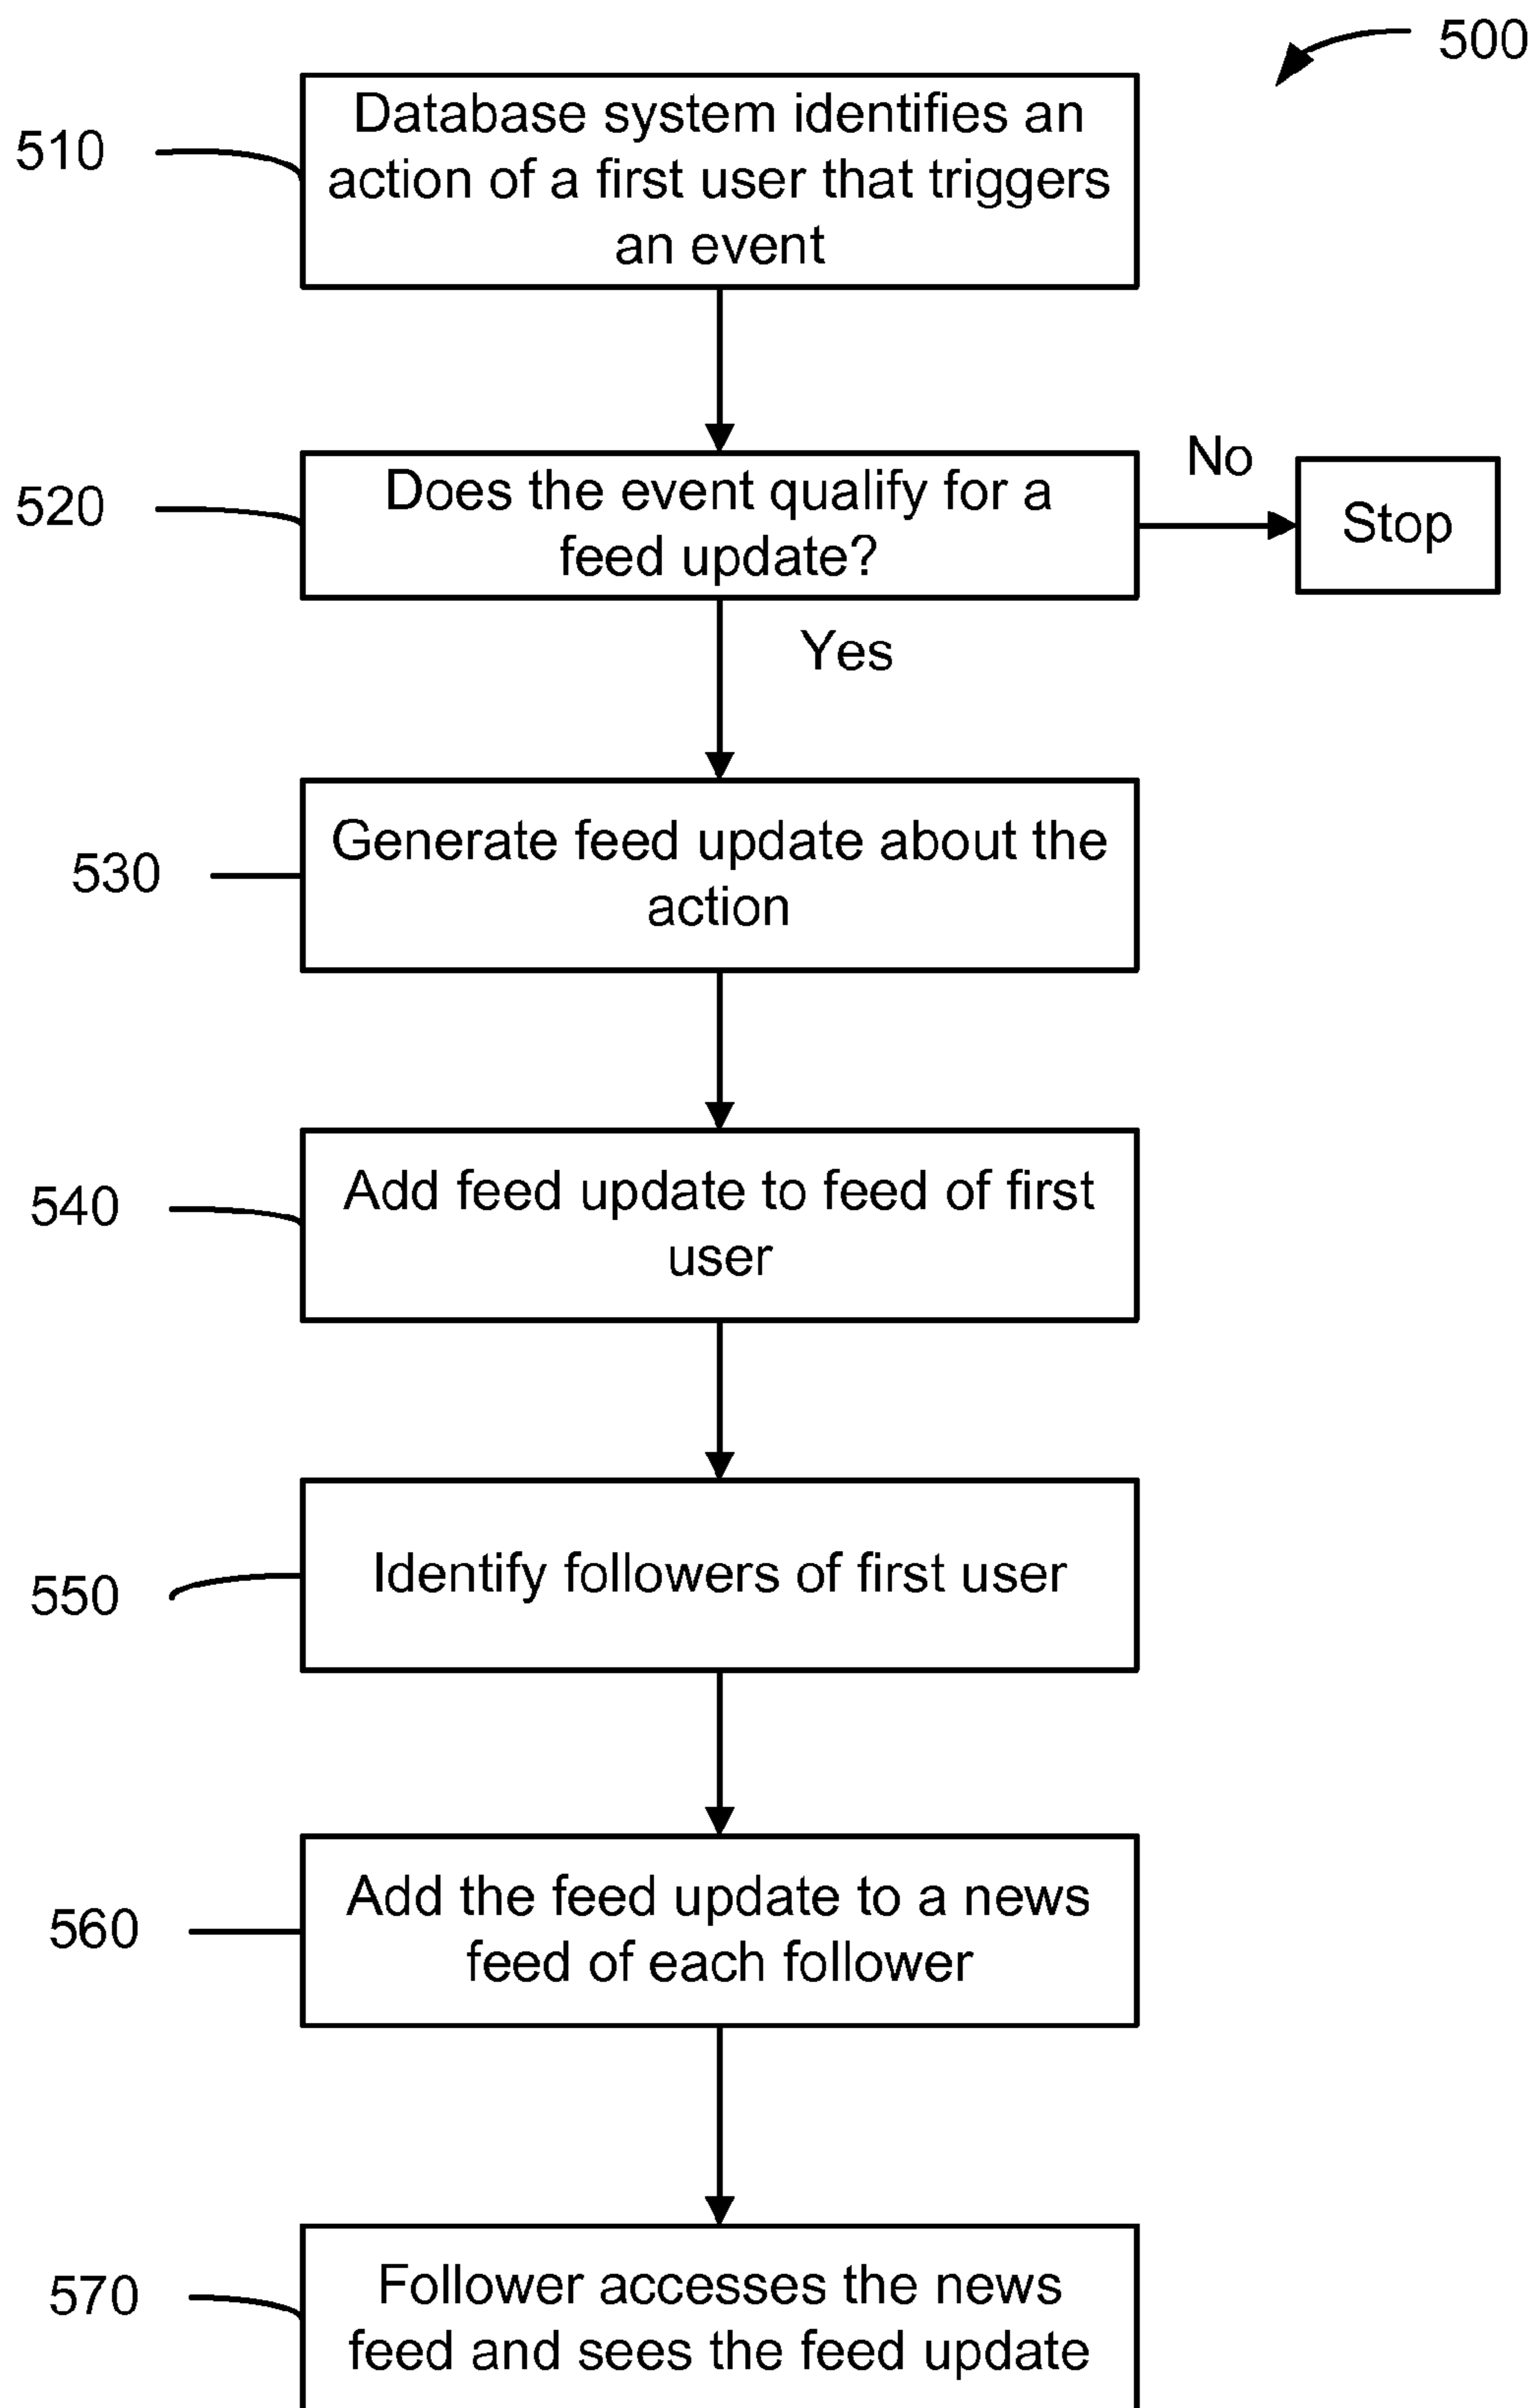 500
510
Database system identifies an
action of a first user that triggers
an event
520
Does the event qualify for a
feed update?
No
Stop
Yes
530
Generate feed update about the
action
540
Add feed update to feed of first
user
550
Identify followers of first user
560
Add the feed update to a news
feed of each follower
570
Follower accesses the news
feed and sees the feed update